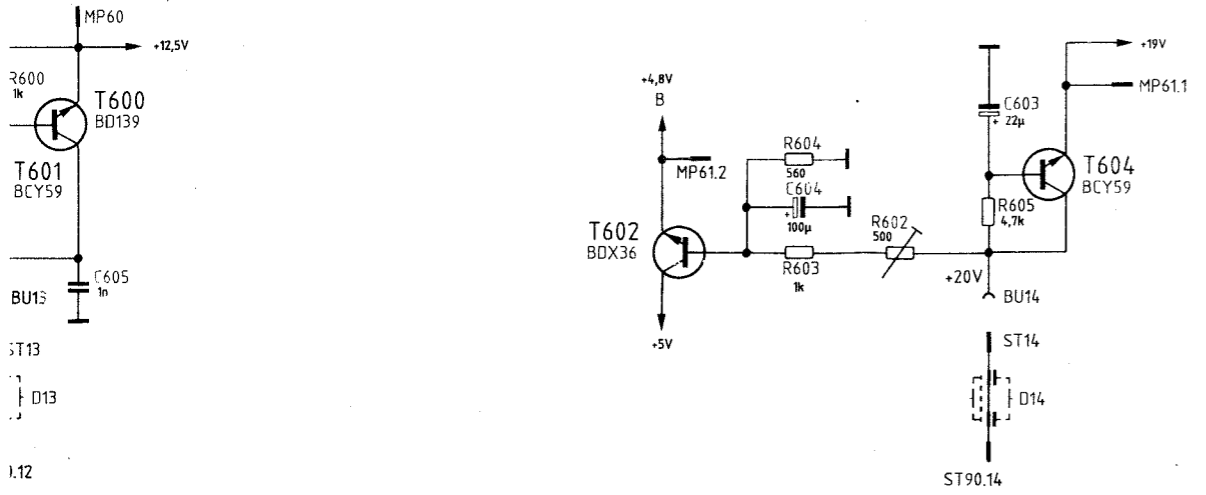 MP60
+12,5V
R600
1k
T600
BD139
T601
BCY59
C605
1n
BU13
ST13
D13
.12
+4,8V
B
MP61.2
T602
BDX36
+5V
R604
560
C604
+
100µ
R603
1k
R602
500
+19V
MP61.1
C603
+ 22µ
T604
BCY59
R605
4,7k
+20V
BU14
ST14
D14
ST90.14